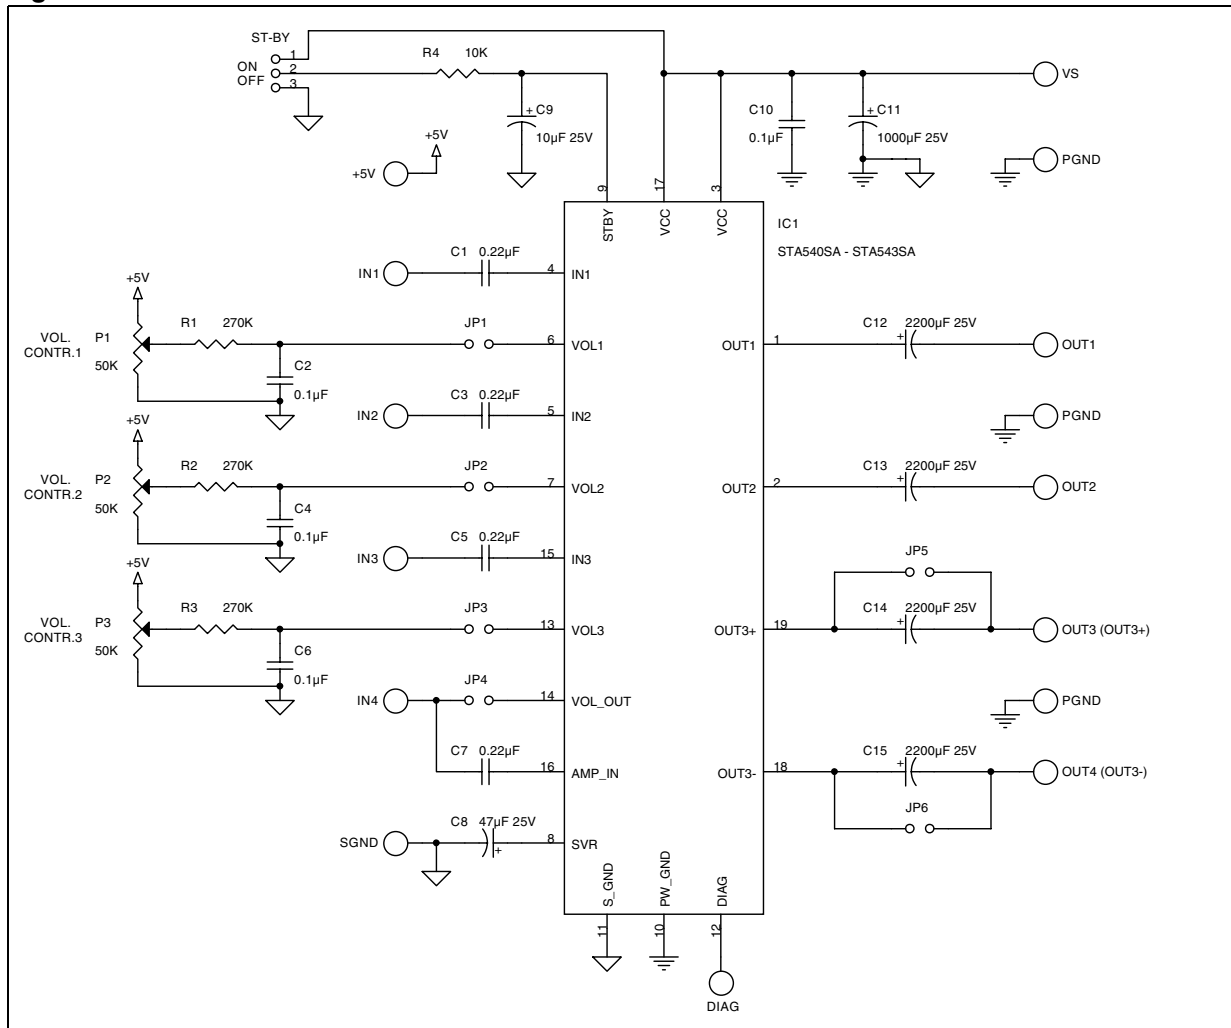 ST-BY
1
ON
2
OFF
3
R4 10K
C9
10µF 25V
+5V
+5V
C10
0.1µF
C11
1000µF 25V
VS
PGND
9
17
3
STBY
VCC
VCC
IC1
STA540SA - STA543SA
IN1
C1 0.22µF
4
IN1
+5V
VOL.
CONTR.1
P1
50K
R1 270K
C2
0.1µF
JP1
6
VOL1
OUT1
1
C12 2200µF 25V
OUT1
IN2
C3 0.22µF
5
IN2
PGND
+5V
VOL.
CONTR.2
P2
50K
R2 270K
C4
0.1µF
JP2
7
VOL2
OUT2
2
C13 2200µF 25V
OUT2
IN3
C5 0.22µF
15
IN3
JP5
+5V
VOL.
CONTR.3
P3
50K
R3 270K
C6
0.1µF
JP3
13
VOL3
OUT3+
19
C14 2200µF 25V
OUT3 (OUT3+)
IN4
JP4
14
VOL_OUT
PGND
C7 0.22µF
16
AMP_IN
OUT3-
18
C15 2200µF 25V
OUT4 (OUT3-)
JP6
SGND
C8 47µF 25V
8
SVR
S_GND
PW_GND
DIAG
11
10
12
DIAG